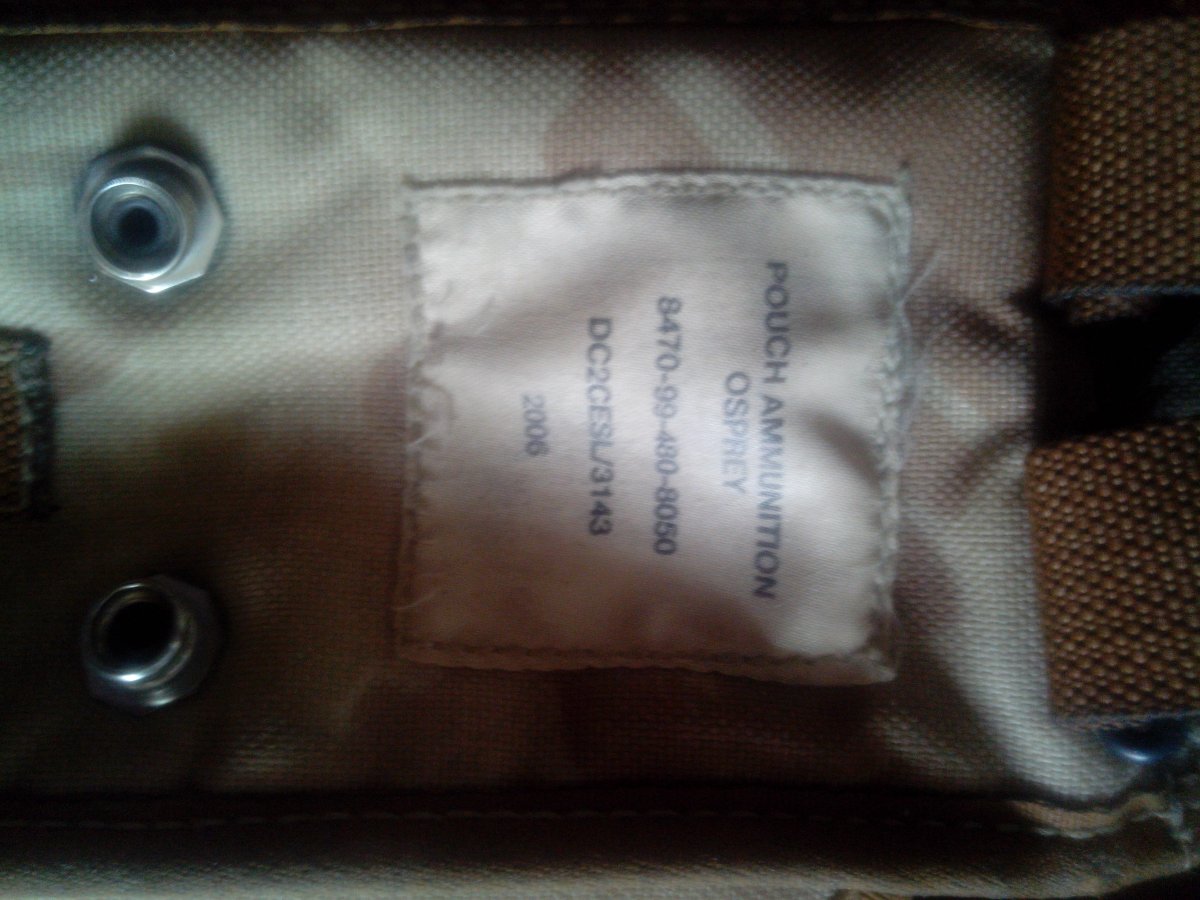 POUCH AMMUNITION
OSPREY
8470-99-480-8050
DC2CESL/3143
2006